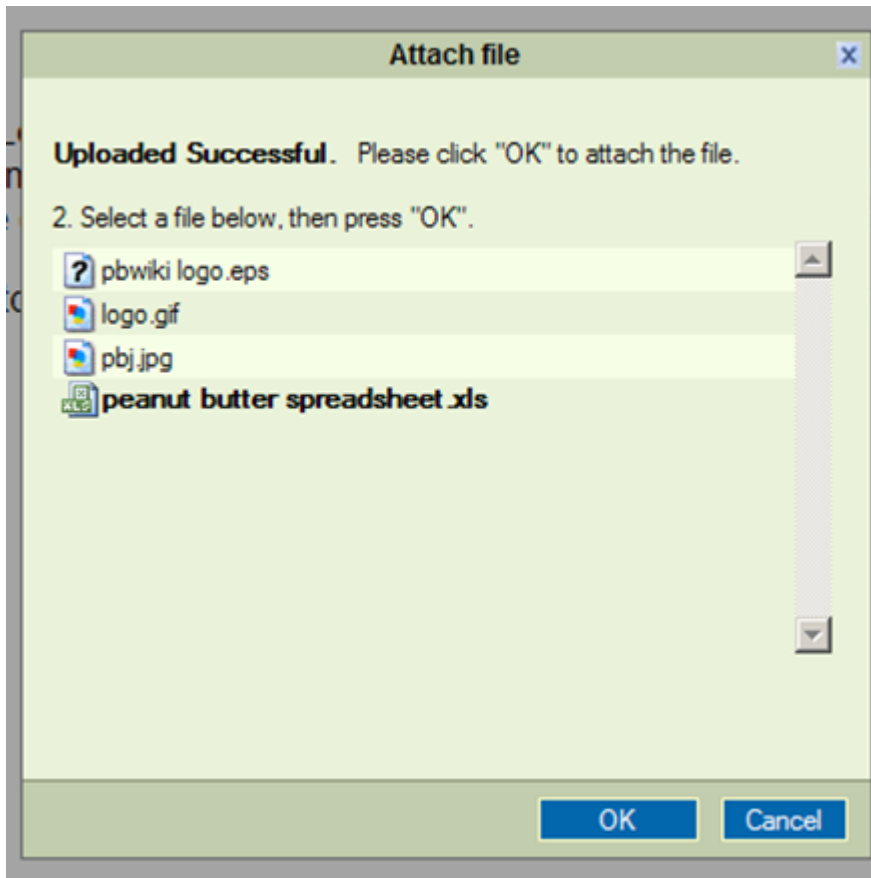 Attach file
Uploaded Successful. Please click "OK" to attach the file.
2. Select a file below, then press "OK".
pbwiki logo.eps
logo.gif
pbj.jpg
XLS peanut butter spreadsheet.xls
OK Cancel